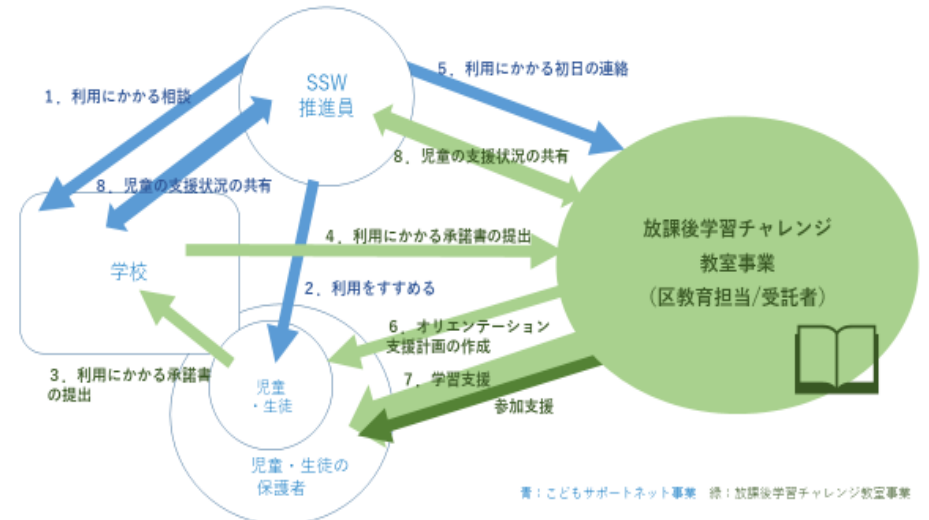 SSW
推進員
5．利用にかかる初日の連絡
1．利用にかかる相談
8．児童の支援状況の共有
8．児童の支援状況の共有
放課後学習チャレンジ
教室事業
（区教育担当/受託者）
4．利用にかかる承諾書の提出
学校
2．利用をすすめる
6．オリエンテーション
支援計画の作成
3．利用にかかる承諾書
の提出
7．学習支援
児童
・生徒
参加支援
児童・生徒の
保護者
青：こどもサポートネット事業　緑：放課後学習チャレンジ教室事業